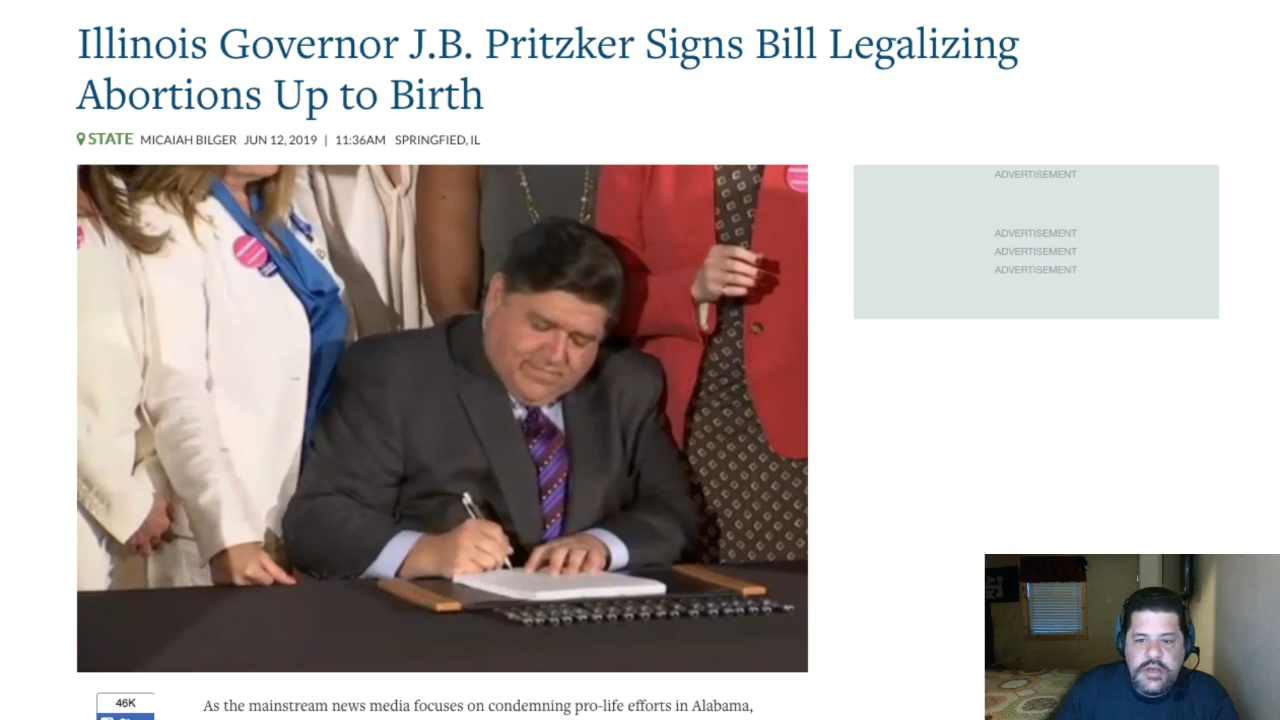 Illinois Governor J.B. Pritzker Signs Bill Legalizing
Abortions Up to Birth
STATE MICAIAH BILGER JUN 12, 2019 | 11:36AM SPRINGFIED, IL
ADVERTISEMENT
ADVERTISEMENT
ADVERTISEMENT
ADVERTISEMENT
46K
As the mainstream news media focuses on condemning pro-life efforts in Alabama,